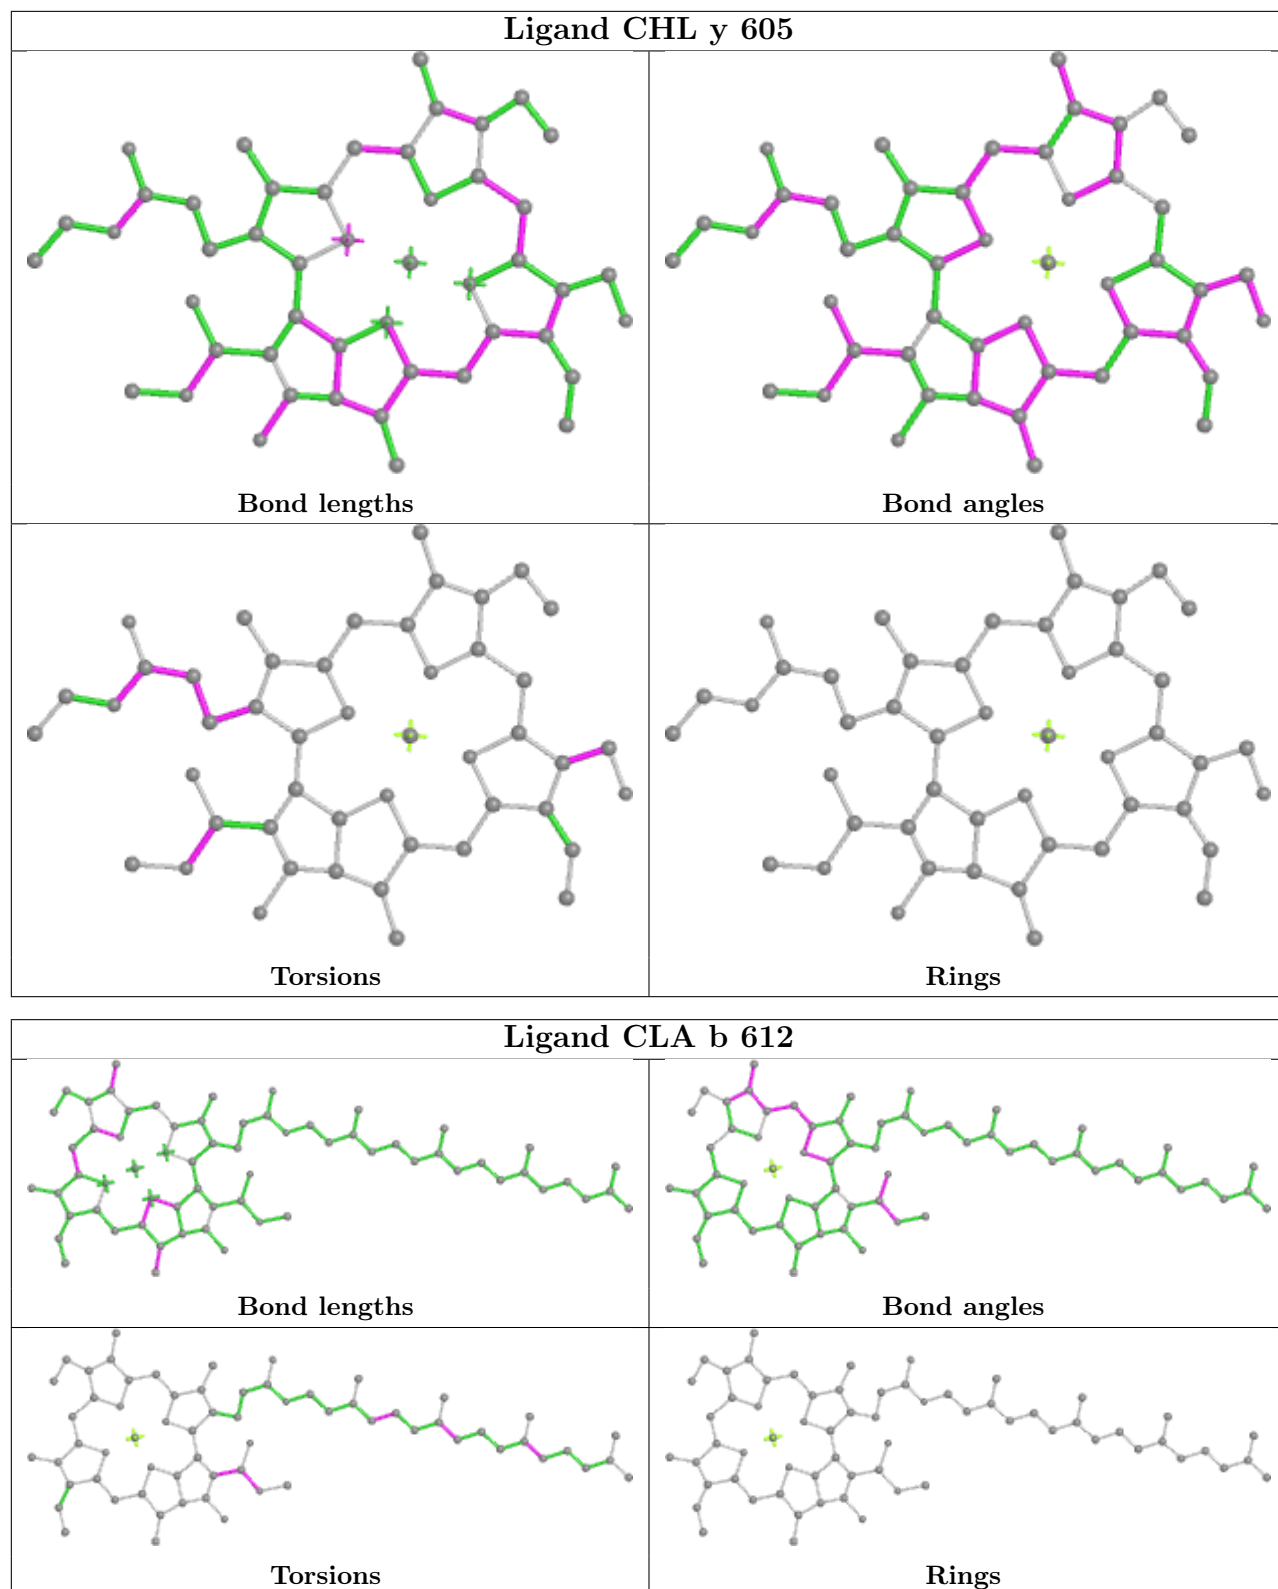 Ligand CHL y 605
Bond lengths
Bond angles
Torsions
Rings
Ligand CLA b 612
Bond lengths
Bond angles
Torsions
Rings